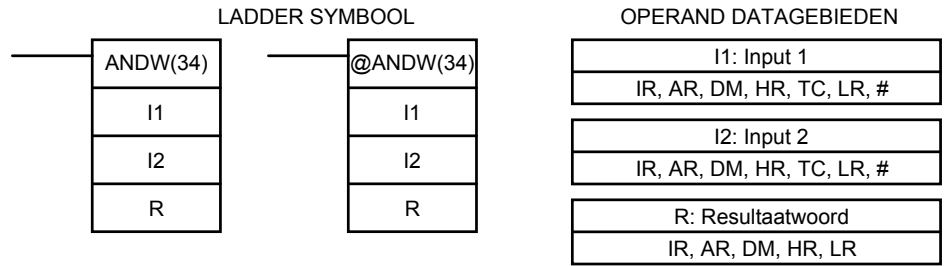 LADDER SYMBOOL
ANDW(34)
I1
I2
R
@ANDW(34)
I1
I2
R
OPERAND DATAGEBIEDEN
I1: Input 1
IR, AR, DM, HR, TC, LR, #
I2: Input 2
IR, AR, DM, HR, TC, LR, #
R: Resultaatwoord
IR, AR, DM, HR, LR